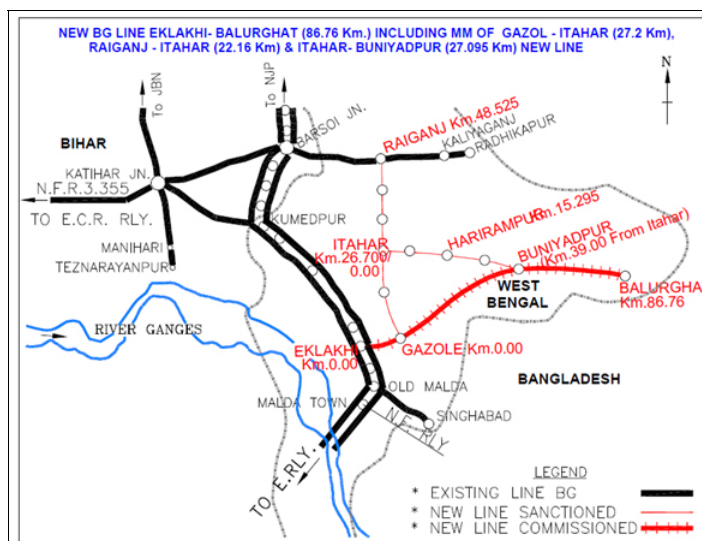 NEW BG LINE EKLAKHI- BALURGHAT (86.76 Km.) INCLUDING MM OF GAZOL - ITAHAR (27.2 Km),
RAIGANJ - ITAHAR (22.16 Km) & ITAHAR- BUNIYADPUR (27.095 Km) NEW LINE
N
To JBN
To NJP
BARSOI JN.
RAIGANJ Km.48.525
KALIYAGANJ
RADHIKAPUR
BIHAR
KATIHAR JN.
N.F.R.3.355
TO E.C.R. RLY.
KUMEDPUR
MANIHARI
TEZNARAYANPUR
ITAHAR
Km.26.700/
0.00
HARIRAMPUR
Km.15.295
BUNIYADPUR
(Km.39.00 From Itahar)
WEST
BENGAL
BALURGHA
Km.86.76
RIVER GANGES
EKLAKHI
Km.0.00
GAZOLE Km.0.00
BANGLADESH
OLD MALDA
MALDA TOWN
SINGHABAD
N.F. RLY
TO E.RLY.
LEGEND
* EXISTING LINE BG
* NEW LINE SANCTIONED
* NEW LINE COMMISSIONED